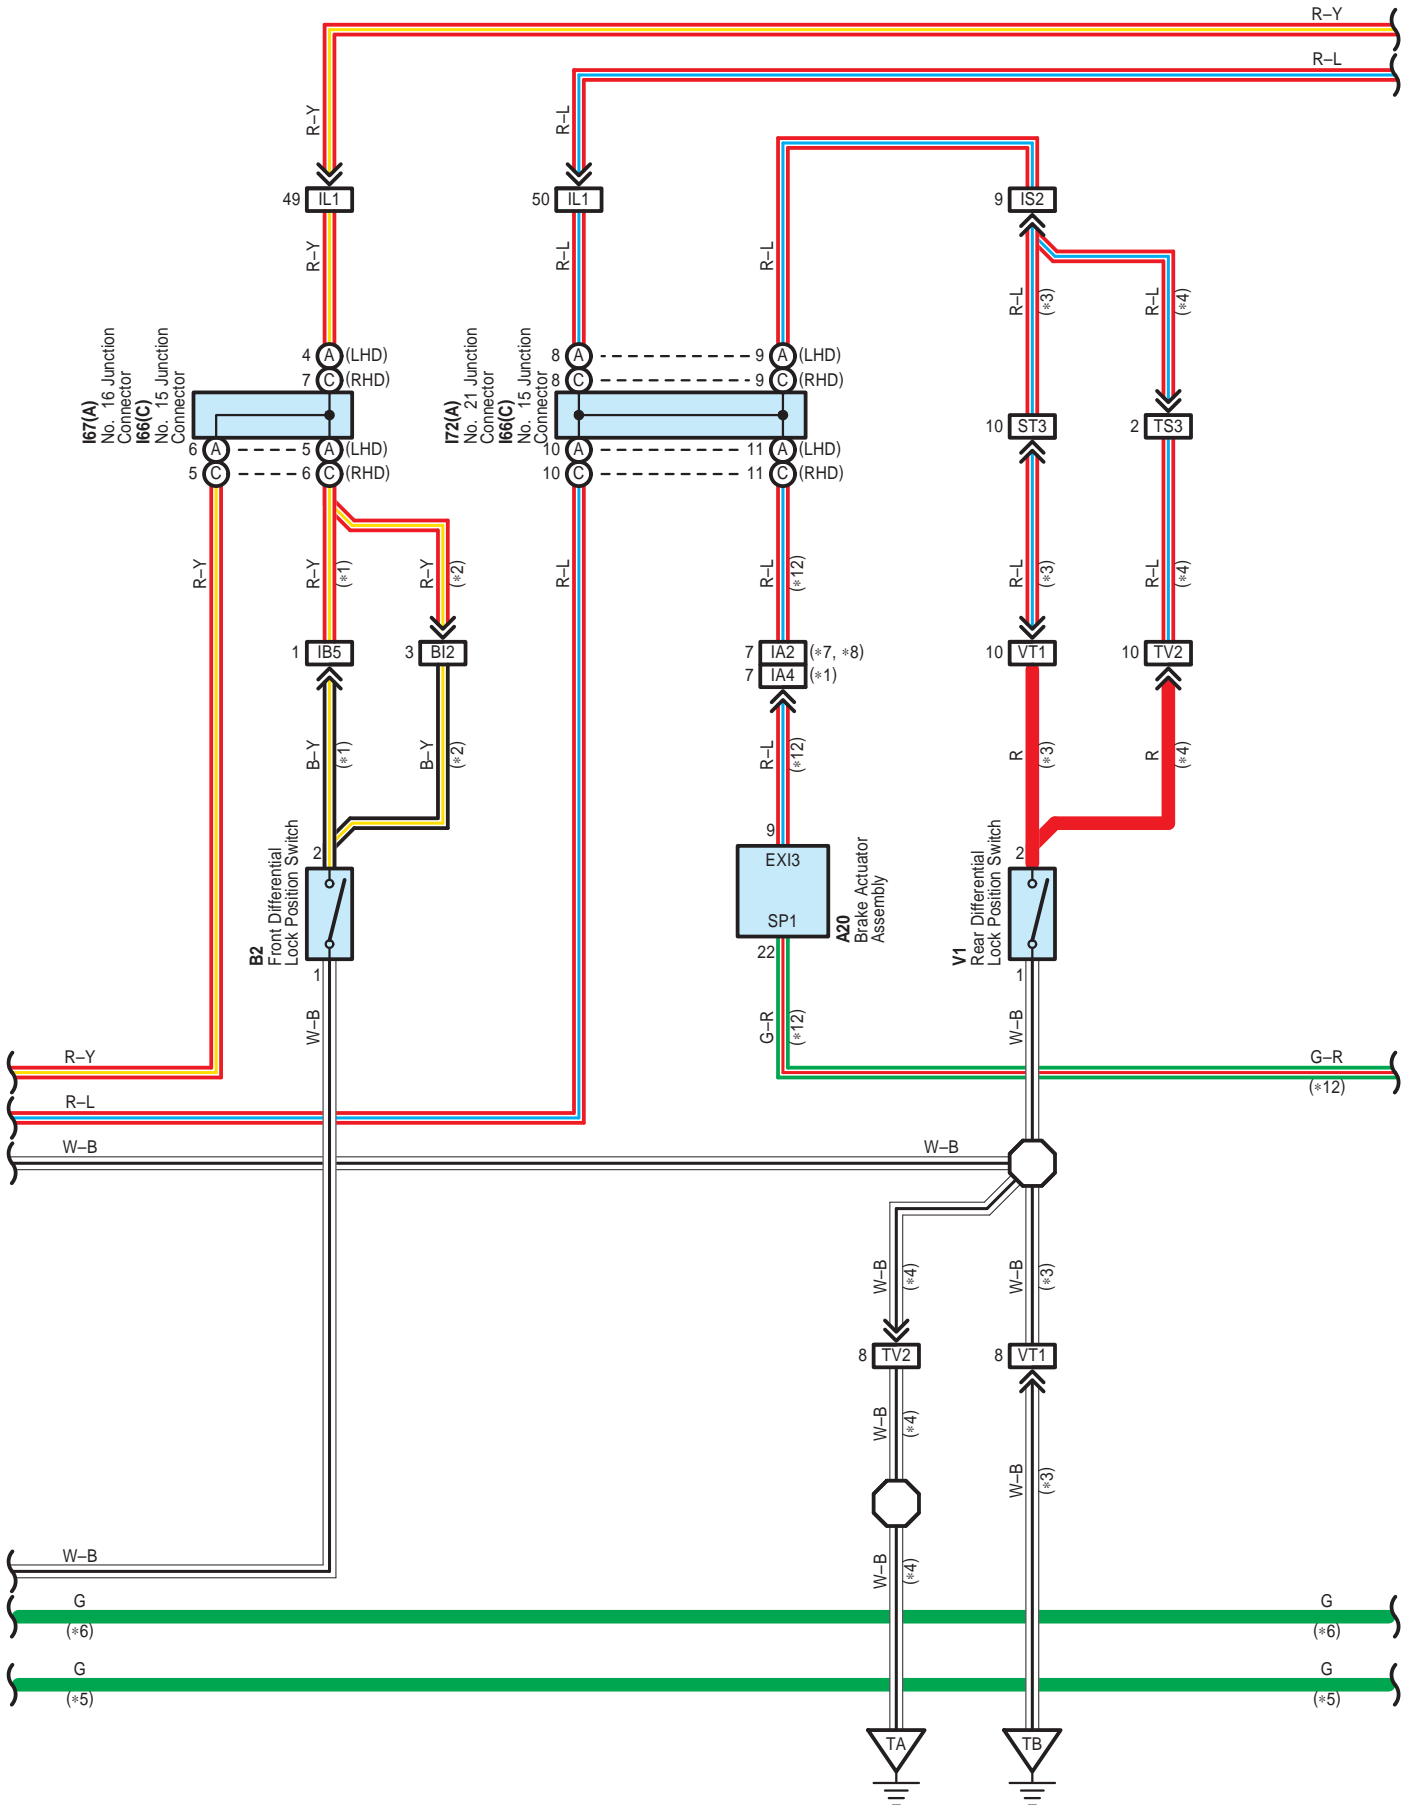 R–Y
R–L
R–Y
R–L
49 IL1
50 IL1
9 IS2
R–Y
R–L
R–L
R–L
(*3)
R–L
(*4)
I67(A)
No. 16 Junction
Connector
I66(C)
No. 15 Junction
Connector
4 A (LHD)
7 C (RHD)
6 A 5 A (LHD)
5 C 6 C (RHD)
I72(A)
No. 21 Junction
Connector
I66(C)
No. 15 Junction
Connector
8 A 9 A (LHD)
8 C 9 C (RHD)
10 A 11 A (LHD)
10 C 11 C (RHD)
10 ST3
2 TS3
R–Y
R–Y
(*1)
R–Y
(*2)
R–L
R–L
(*12)
R–L
(*3)
R–L
(*4)
1 IB5
3 BI2
7 IA2 (*7, *8)
7 IA4 (*1)
10 VT1
10 TV2
B–Y
(*1)
B–Y
(*2)
R–L
(*12)
R
(*3)
R
(*4)
2
B2
Front Differential
Lock Position Switch
1
9
EXI3
SP1
22
A20
Brake Actuator
Assembly
2
V1
Rear Differential
Lock Position Switch
1
W–B
G–R
(*12)
W–B
R–Y
G–R
(*12)
R–L
W–B
W–B
W–B
(*4)
W–B
(*3)
8 TV2
8 VT1
W–B
(*4)
W–B
(*3)
W–B
W–B
(*4)
G
(*6)
G
(*6)
G
(*5)
G
(*5)
TA
TB